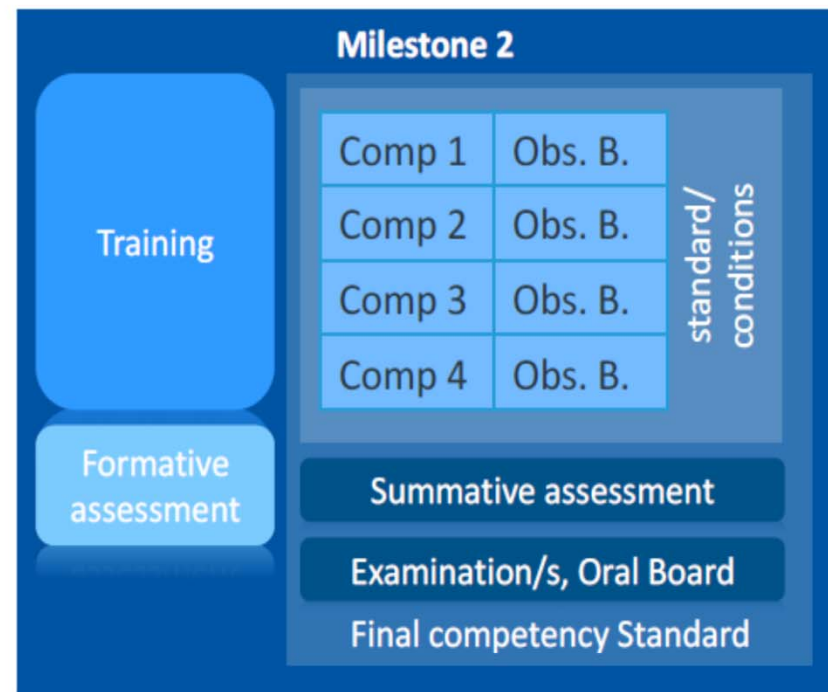 Milestone 2
Training
Formative
assessment
Comp 1 Obs. B.
Comp 2 Obs. B.
Comp 3 Obs. B.
Comp 4 Obs. B.
standard/
conditions
Summative assessment
Examination/s, Oral Board
Final competency Standard